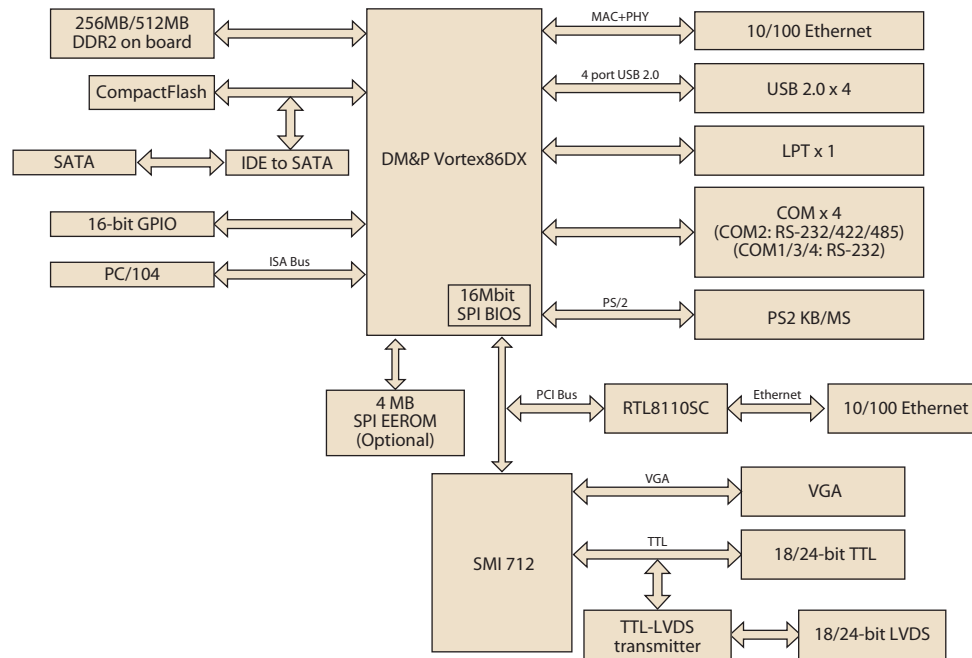 256MB/512MB
DDR2 on board
MAC+PHY
10/100 Ethernet
CompactFlash
4 port USB 2.0
USB 2.0 x 4
SATA
IDE to SATA
DM&P Vortex86DX
LPT x 1
16-bit GPIO
COM x 4
(COM2: RS-232/422/485)
(COM1/3/4: RS-232)
PC/104
ISA Bus
16Mbit
SPI BIOS
PS/2
PS2 KB/MS
4 MB
SPI EEROM
(Optional)
PCI Bus
RTL8110SC
Ethernet
10/100 Ethernet
SMI 712
VGA
VGA
TTL
18/24-bit TTL
TTL-LVDS
transmitter
18/24-bit LVDS